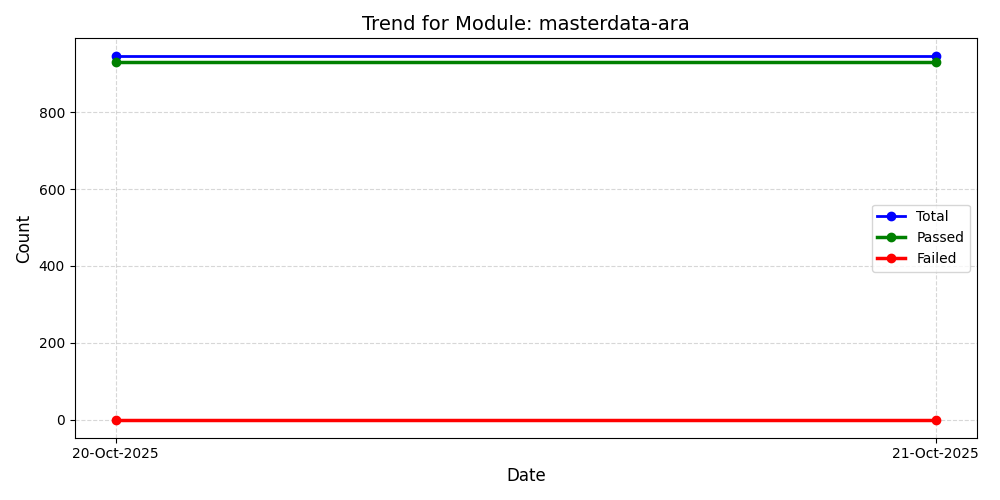 Trend for Module: masterdata-ara
Count
800
600
400
200
0
Total
Passed
Failed
20-Oct-2025
21-Oct-2025
Date